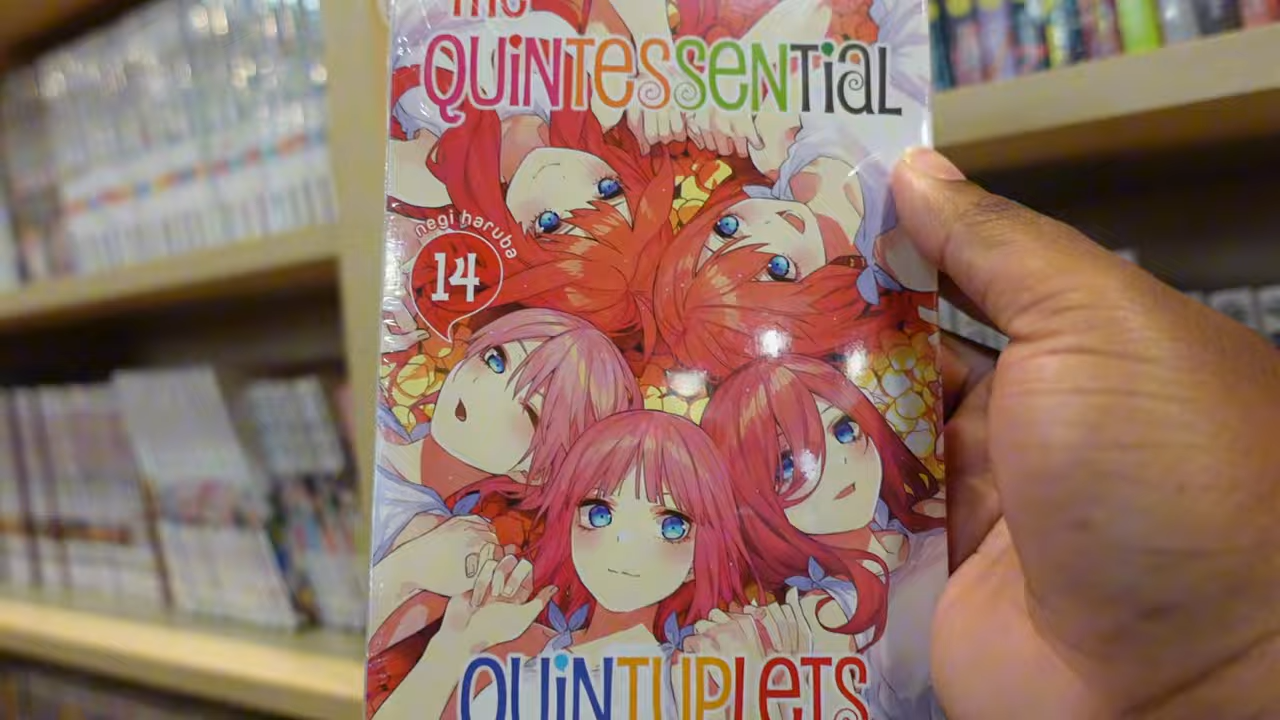 The
QUiNTESSENTiaL
negi haruba
14
QUiNTUPLETS